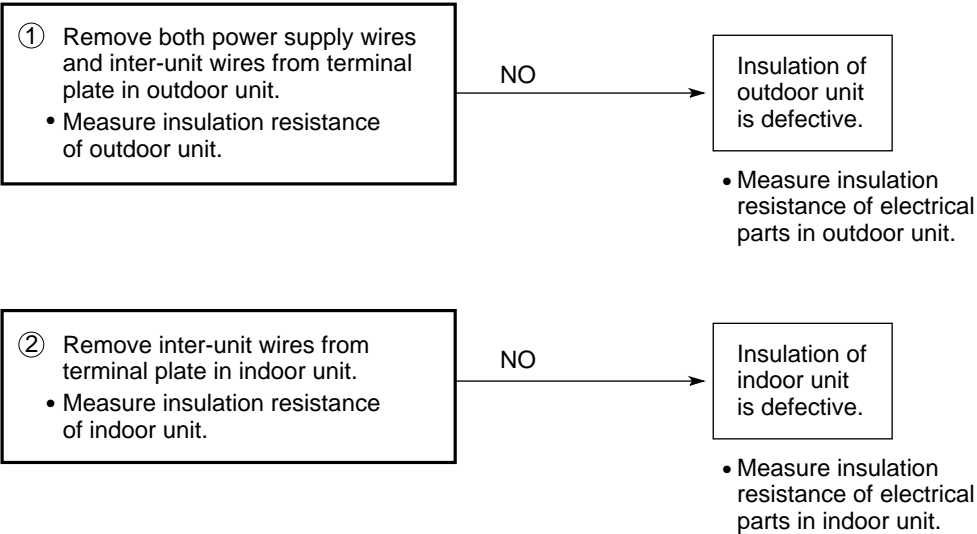 ① Remove both power supply wires
and inter-unit wires from terminal
plate in outdoor unit.
• Measure insulation resistance
of outdoor unit.
NO
Insulation of
outdoor unit
is defective.
• Measure insulation
resistance of electrical
parts in outdoor unit.
② Remove inter-unit wires from
terminal plate in indoor unit.
• Measure insulation resistance
of indoor unit.
NO
Insulation of
indoor unit
is defective.
• Measure insulation
resistance of electrical
parts in indoor unit.